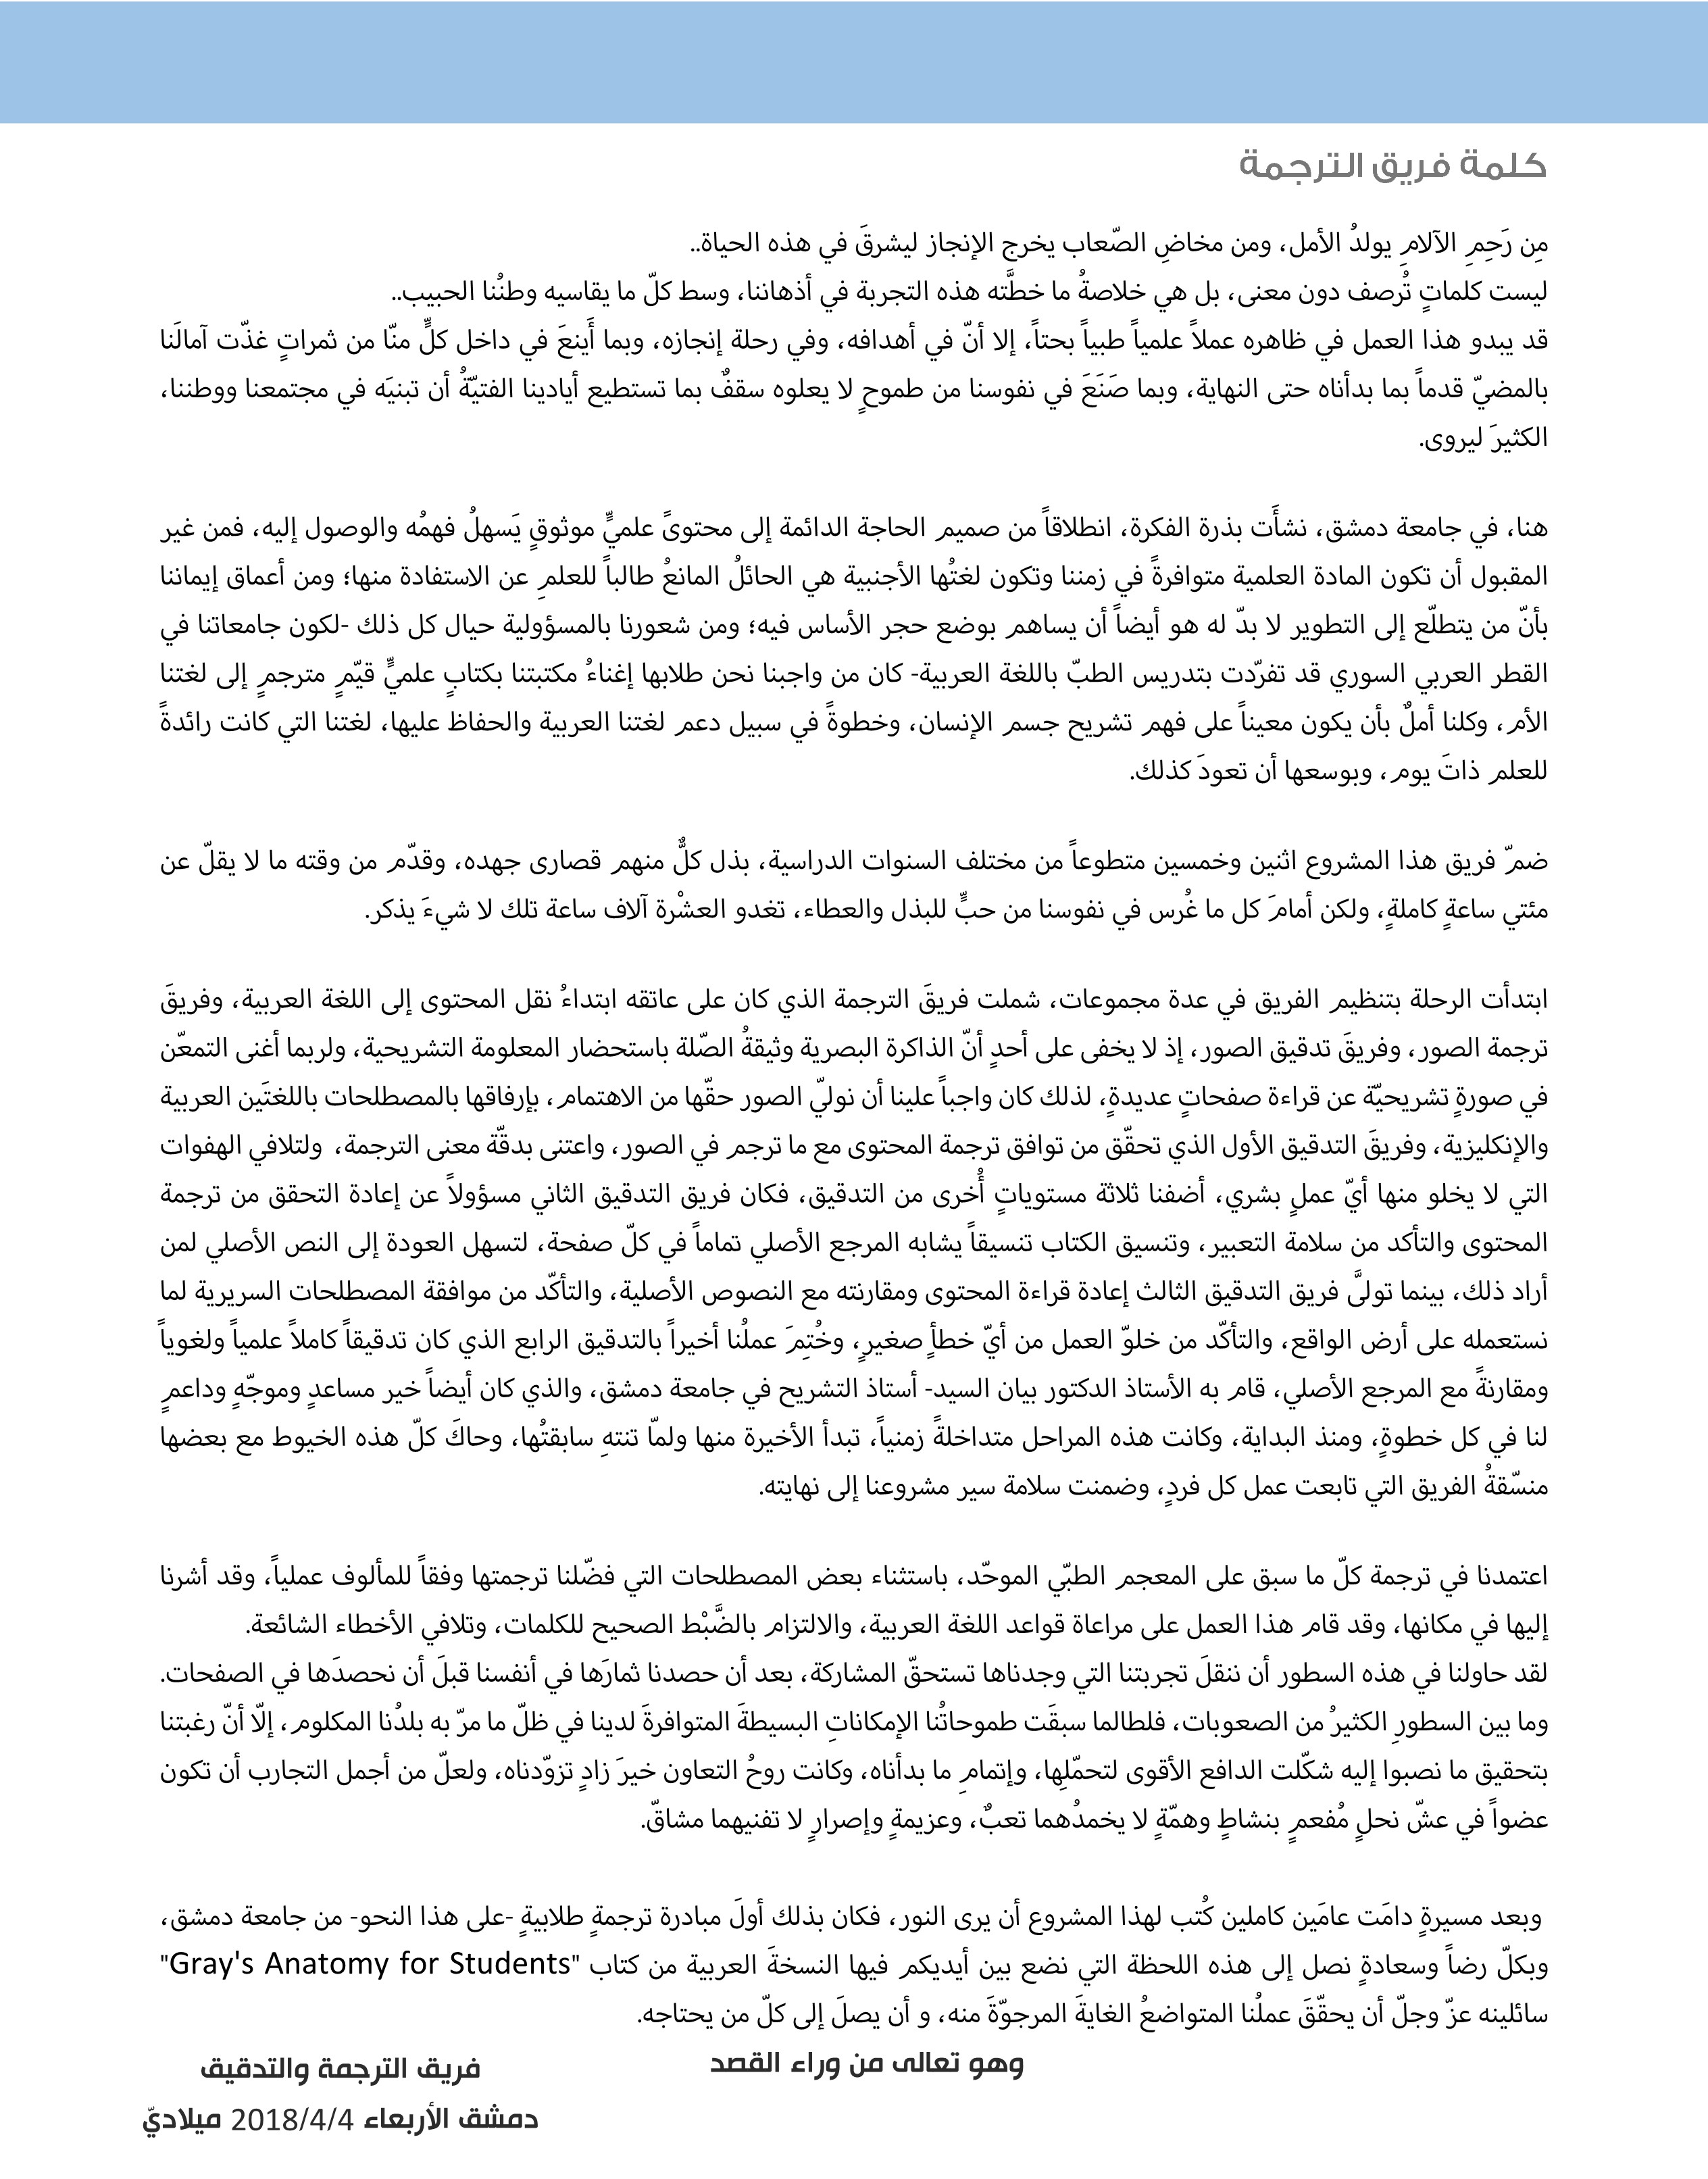 كلمة فريق الترجمة
مِن رَحِمِ الآلامِ يولدُ الأمل، ومن مخاضِ الصّعاب يخرج الإنجاز ليشرقَ في هذه الحياة..
ليست كلماتٍ تُرصف دون معنى، بل هي خلاصةُ ما خطَّته هذه التجربة في أذهاننا، وسط كلّ ما يقاسيه وطنُنا الحبيب..
قد يبدو هذا العمل في ظاهره عملاً علمياً طبياً بحتاً، إلا أنّ في أهدافه، وفي رحلة إنجازه، وبما أَينعَ في داخل كلٍّ منّا من ثمراتٍ غذّت آمالَنا
بالمضيّ قدماً بما بدأناه حتى النهاية، وبما صَنَعَ في نفوسنا من طموحٍ لا يعلوه سقفٌ بما تستطيع أيادينا الفتيّةُ أن تبنيَه في مجتمعنا ووطننا،
الكثيرَ ليروى.
هنا، في جامعة دمشق، نشأَت بذرة الفكرة، انطلاقاً من صميم الحاجة الدائمة إلى محتوىً علميٍّ موثوقٍ يَسهلُ فهمُه والوصول إليه، فمن غير
المقبول أن تكون المادة العلمية متوافرةً في زمننا وتكون لغتُها الأجنبية هي الحائلُ المانعُ طالباً للعلمِ عن الاستفادة منها؛ ومن أعماق إيماننا
بأنّ من يتطلّع إلى التطوير لا بدّ له هو أيضاً أن يساهم بوضع حجر الأساس فيه؛ ومن شعورنا بالمسؤولية حيال كل ذلك -لكون جامعاتنا في
القطر العربي السوري قد تفرّدت بتدريس الطبّ باللغة العربية- كان من واجبنا نحن طلابها إغناءُ مكتبتنا بكتابٍ علميٍّ قيّمٍ مترجمٍ إلى لغتنا
الأم، وكلنا أملٌ بأن يكون معيناً على فهم تشريح جسم الإنسان، وخطوةً في سبيل دعم لغتنا العربية والحفاظ عليها، لغتنا التي كانت رائدةً
للعلم ذاتَ يوم، وبوسعها أن تعودَ كذلك.
ضمّ فريق هذا المشروع اثنين وخمسين متطوعاً من مختلف السنوات الدراسية، بذل كلٌّ منهم قصارى جهده، وقدّم من وقته ما لا يقلّ عن
مئتي ساعةٍ كاملةٍ، ولكن أمامَ كل ما غُرس في نفوسنا من حبٍّ للبذل والعطاء، تغدو العشْرة آلاف ساعة تلك لا شيءَ يذكر.
ابتدأت الرحلة بتنظيم الفريق في عدة مجموعات، شملت فريقَ الترجمة الذي كان على عاتقه ابتداءُ نقل المحتوى إلى اللغة العربية، وفريقَ
ترجمة الصور، وفريقَ تدقيق الصور، إذ لا يخفى على أحدٍ أنّ الذاكرة البصرية وثيقةُ الصّلة باستحضار المعلومة التشريحية، ولربما أغنى التمعّن
في صورةٍ تشريحيّة عن قراءة صفحاتٍ عديدةٍ، لذلك كان واجباً علينا أن نوليّ الصور حقّها من الاهتمام، بإرفاقها بالمصطلحات باللغتَين العربية
والإنكليزية، وفريقَ التدقيق الأول الذي تحقّق من توافق ترجمة المحتوى مع ما ترجم في الصور، واعتنى بدقّة معنى الترجمة، ولتلافي الهفوات
التي لا يخلو منها أيّ عملٍ بشري، أضفنا ثلاثة مستوياتٍ أُخرى من التدقيق، فكان فريق التدقيق الثاني مسؤولاً عن إعادة التحقق من ترجمة
المحتوى والتأكد من سلامة التعبير، وتنسيق الكتاب تنسيقاً يشابه المرجع الأصلي تماماً في كلّ صفحة، لتسهل العودة إلى النص الأصلي لمن
أراد ذلك، بينما تولىَّ فريق التدقيق الثالث إعادة قراءة المحتوى ومقارنته مع النصوص الأصلية، والتأكّد من موافقة المصطلحات السريرية لما
نستعمله على أرض الواقع، والتأكّد من خلوّ العمل من أيّ خطأٍ صغيرٍ، وخُتِمَ عملُنا أخيراً بالتدقيق الرابع الذي كان تدقيقاً كاملاً علمياً ولغوياً
ومقارنةً مع المرجع الأصلي، قام به الأستاذ الدكتور بيان السيد- أستاذ التشريح في جامعة دمشق، والذي كان أيضاً خير مساعدٍ وموجّهٍ وداعمٍ
لنا في كل خطوةٍ، ومنذ البداية، وكانت هذه المراحل متداخلةً زمنياً، تبدأ الأخيرة منها ولمّا تنتهِ سابقتُها، وحاكَ كلّ هذه الخيوط مع بعضها
منسّقةُ الفريق التي تابعت عمل كل فردٍ، وضمنت سلامة سير مشروعنا إلى نهايته.
اعتمدنا في ترجمة كلّ ما سبق على المعجم الطبّي الموحّد، باستثناء بعض المصطلحات التي فضّلنا ترجمتها وفقاً للمألوف عملياً، وقد أشرنا
إليها في مكانها، وقد قام هذا العمل على مراعاة قواعد اللغة العربية، والالتزام بالضَّبْط الصحيح للكلمات، وتلافي الأخطاء الشائعة.
لقد حاولنا في هذه السطور أن ننقلَ تجربتنا التي وجدناها تستحقّ المشاركة، بعد أن حصدنا ثمارَها في أنفسنا قبلَ أن نحصدَها في الصفحات.
وما بين السطورِ الكثيرُ من الصعوبات، فلطالما سبقَت طموحاتُنا الإمكاناتِ البسيطةَ المتوافرةَ لدينا في ظلّ ما مرّ به بلدُنا المكلوم، إلّا أنّ رغبتنا
بتحقيق ما نصبوا إليه شكّلت الدافع الأقوى لتحمّلِها، وإتمامِ ما بدأناه، وكانت روحُ التعاون خيرَ زادٍ تزوّدناه، ولعلّ من أجمل التجارب أن تكون
عضواً في عشّ نحلٍ مُفعمٍ بنشاطٍ وهمّةٍ لا يخمدُهما تعبٌ، وعزيمةٍ وإصرارٍ لا تفنيهما مشاقّ.
وبعد مسيرةٍ دامَت عامَين كاملين كُتب لهذا المشروع أن يرى النور، فكان بذلك أولَ مبادرة ترجمةٍ طلابيةٍ -على هذا النحو- من جامعة دمشق،
وبكلّ رضاً وسعادةٍ نصل إلى هذه اللحظة التي نضع بين أيديكم فيها النسخةَ العربية من كتاب "Gray's Anatomy for Students"
سائلينه عزّ وجلّ أن يحقّقَ عملُنا المتواضعُ الغايةَ المرجوّةَ منه، و أن يصلَ إلى كلّ من يحتاجه.
وهو تعالى من وراء القصد
فريق الترجمة والتدقيق
دمشق الأربعاء 2018/4/4 ميلاديّ